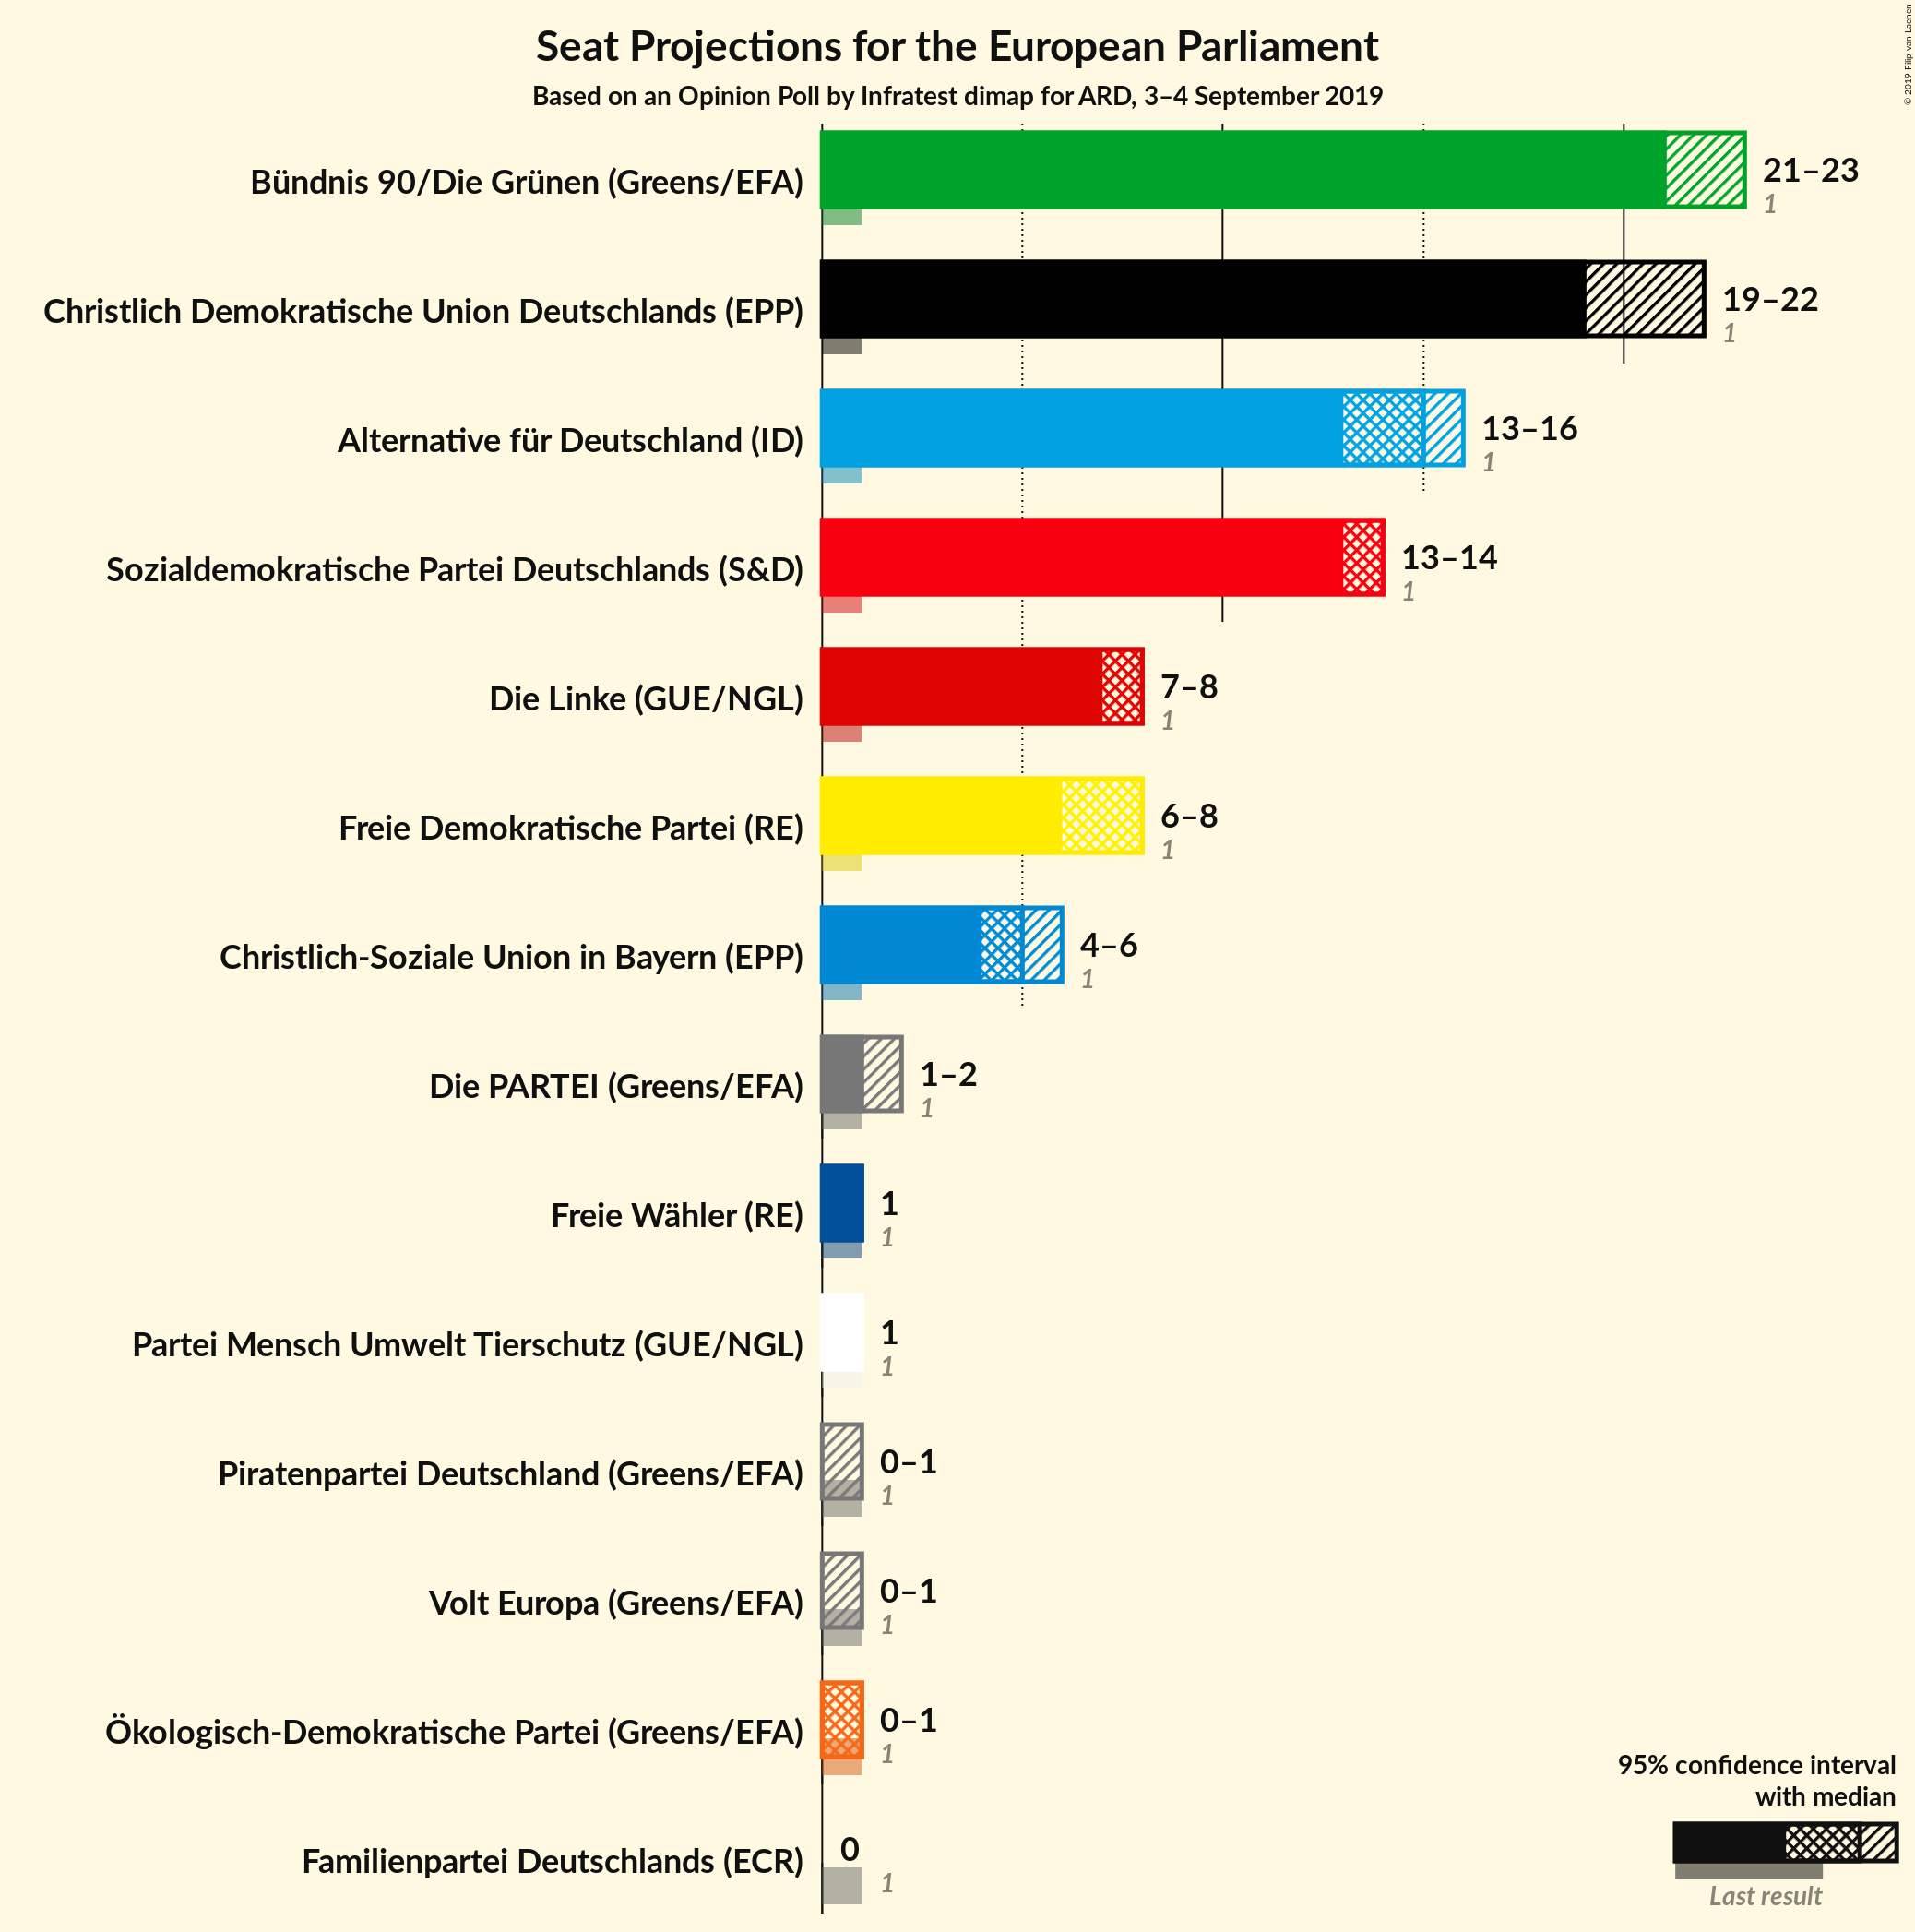 Seat Projections for the European Parliament
Based on an Opinion Poll by Infratest dimap for ARD, 3–4 September 2019
© 2019 Filip van Laenen
Bündnis 90/Die Grünen (Greens/EFA)
21–23
1
Christlich Demokratische Union Deutschlands (EPP)
19–22
1
Alternative für Deutschland (ID)
13–16
1
Sozialdemokratische Partei Deutschlands (S&D)
13–14
1
Die Linke (GUE/NGL)
7–8
1
Freie Demokratische Partei (RE)
6–8
1
Christlich-Soziale Union in Bayern (EPP)
4–6
1
Die PARTEI (Greens/EFA)
1–2
1
Freie Wähler (RE)
1
1
Partei Mensch Umwelt Tierschutz (GUE/NGL)
1
1
Piratenpartei Deutschland (Greens/EFA)
0–1
1
Volt Europa (Greens/EFA)
0–1
1
Ökologisch-Demokratische Partei (Greens/EFA)
0–1
1
Familienpartei Deutschlands (ECR)
0
1
95% confidence interval
with median
Last result